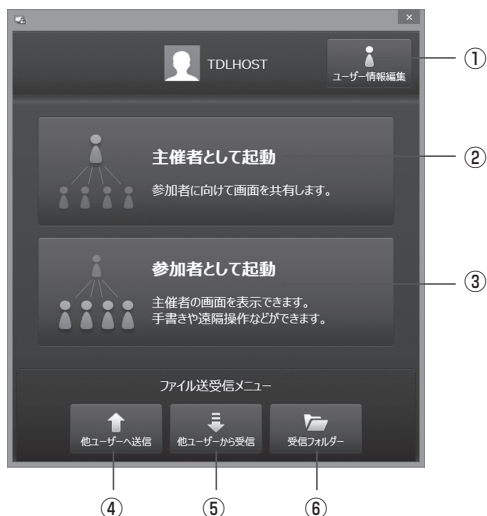 TDLHOST
ユーザー情報編集
①
主催者として起動
参加者に向けて画面を共有します。
②
参加者として起動
主催者の画面を表示できます。
手書きや遠隔操作などができます。
③
ファイル送受信メニュー
他ユーザーへ送信
他ユーザーから受信
受信フォルダー
④
⑤
⑥